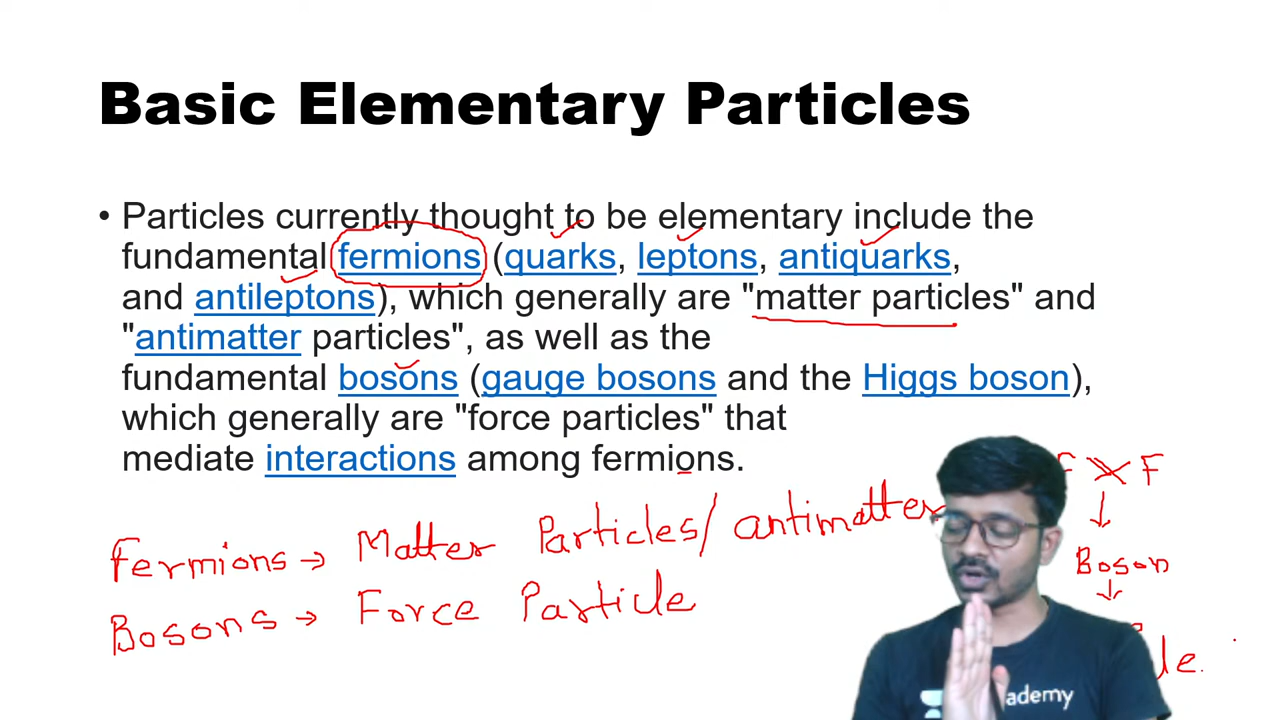 Basic Elementary Particles
• Particles currently thought to be elementary include the
fundamental fermions (quarks, leptons, antiquarks,
and antileptons), which generally are "matter particles" and
"antimatter particles", as well as the
fundamental bosons (gauge bosons and the Higgs boson),
which generally are "force particles" that
mediate interactions among fermions.
F F
Fermions → Matter Particles/antimatter
Boson
Bosons → Force Particle